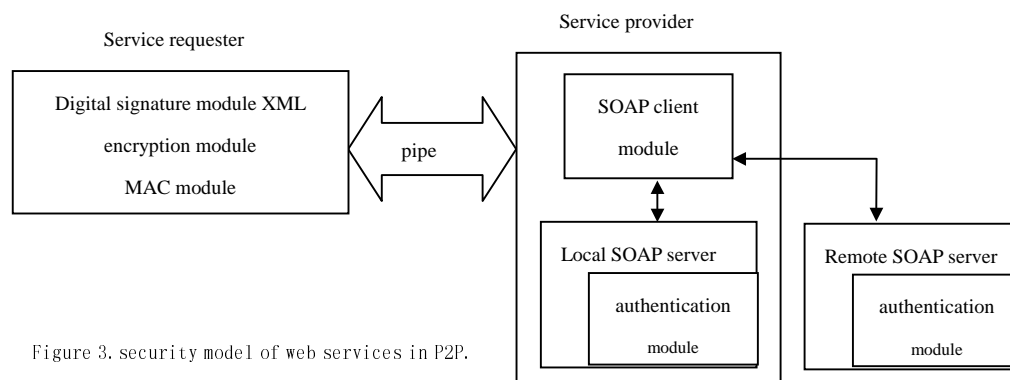 Service provider
Service requester
Digital signature module XML
encryption module
MAC module
pipe
SOAP client
module
Local SOAP server
authentication
module
Remote SOAP server
authentication
module
Figure 3. security model of web services in P2P.